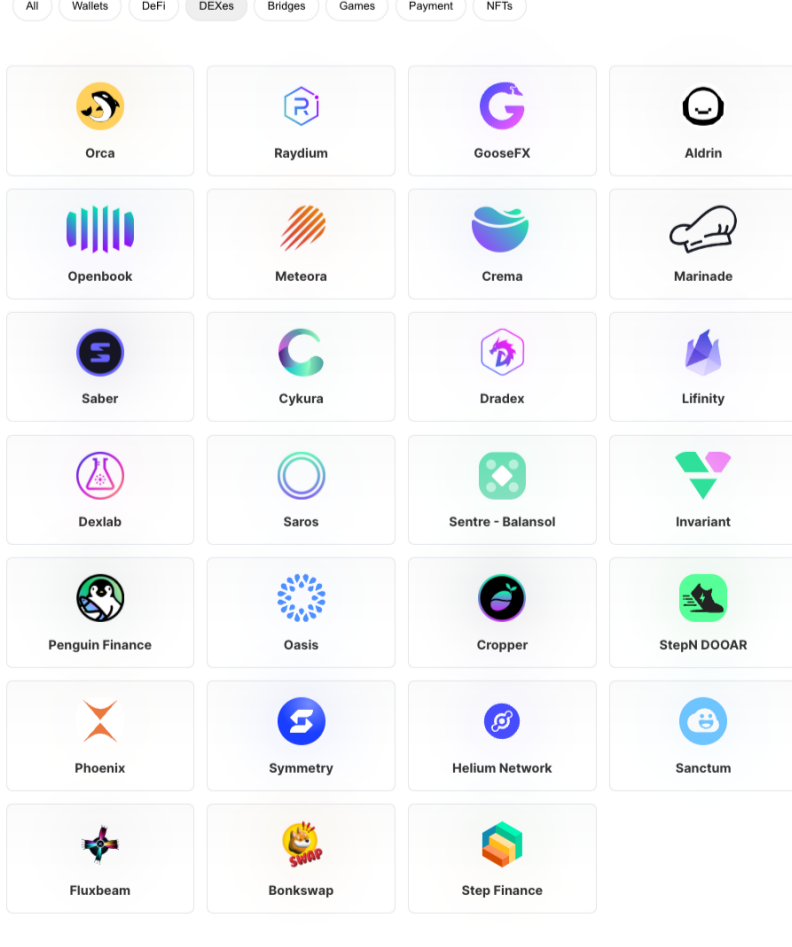 All Wallets DeFi DEXes Bridges Games Payment NFTs
Orca Raydium GooseFX Aldrin
Openbook Meteora Crema Marinade
Saber Cykura Dradex Lifinity
Dexlab Saros Sentre - Balansol Invariant
Penguin Finance Oasis Cropper StepN DOOAR
Phoenix Symmetry Helium Network Sanctum
SWAP
Fluxbeam Bonkswap Step Finance